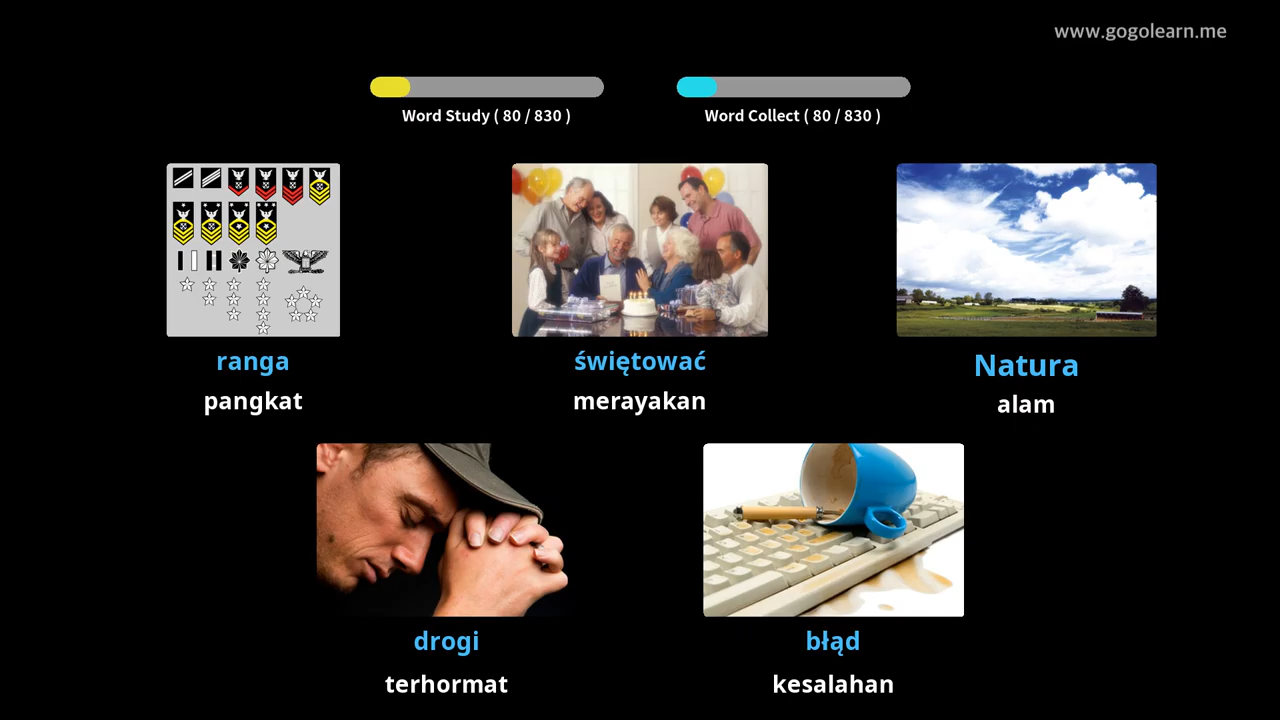 www.gogolearn.me
Word Study ( 80 / 830 )
Word Collect ( 80 / 830 )
ranga
pangkat
świętować
merayakan
Natura
alam
drogi
terhormat
błąd
kesalahan